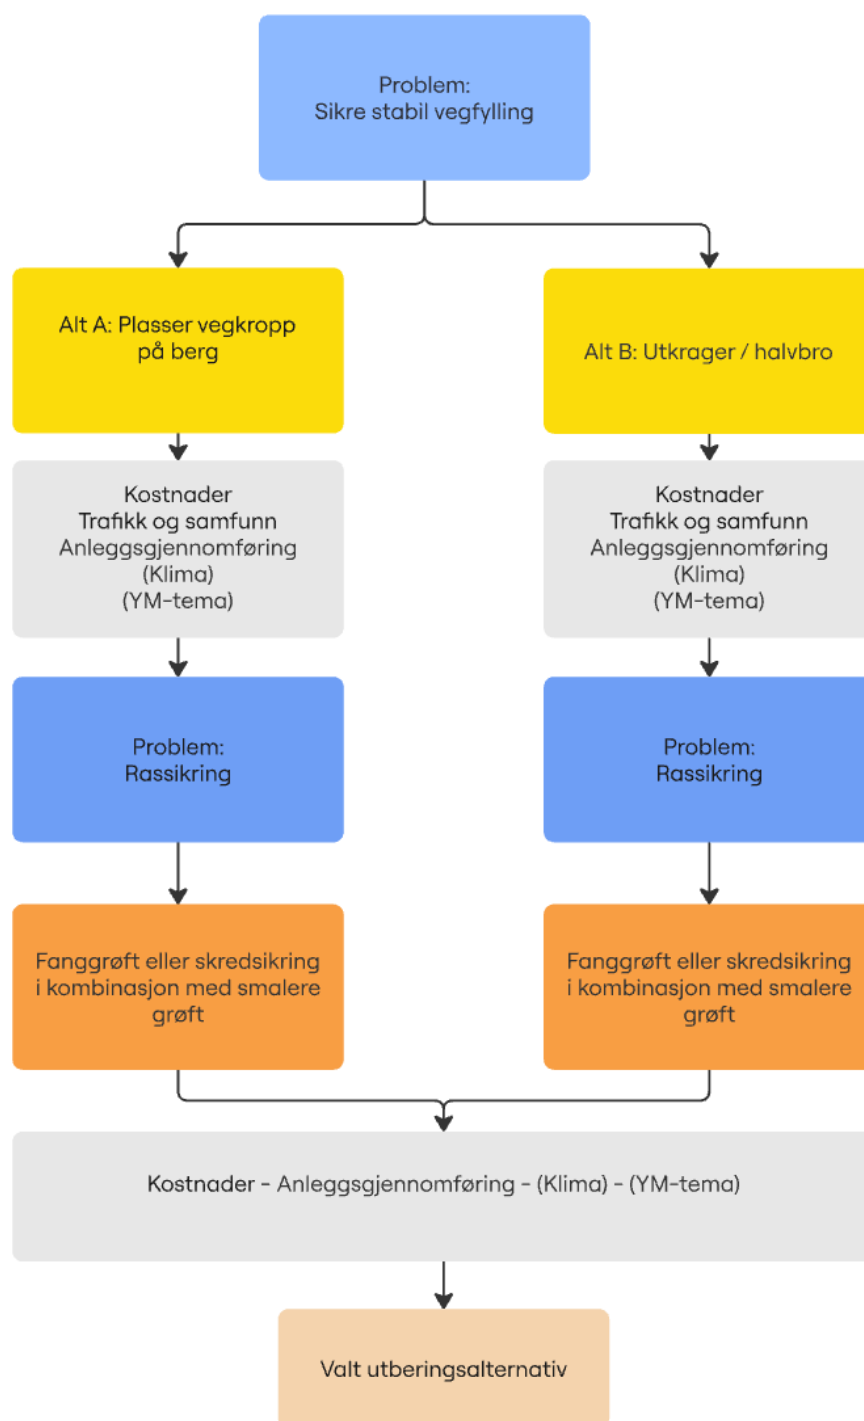 Problem:
Sikre stabil vegfylling
Alt A: Plasser vegkropp
på berg
Alt B: Utkrager / halvbro
Kostnader
Trafikk og samfunn
Anleggsgjennomføring
(Klima)
(YM-tema)
Kostnader
Trafikk og samfunn
Anleggsgjennomføring
(Klima)
(YM-tema)
Problem:
Rassikring
Problem:
Rassikring
Fanggrøft eller skredsikring
i kombinasjon med smalere
grøft
Fanggrøft eller skredsikring
i kombinasjon med smalere
grøft
Kostnader - Anleggsgjennomføring - (Klima) - (YM-tema)
Valt utberingsalternativ